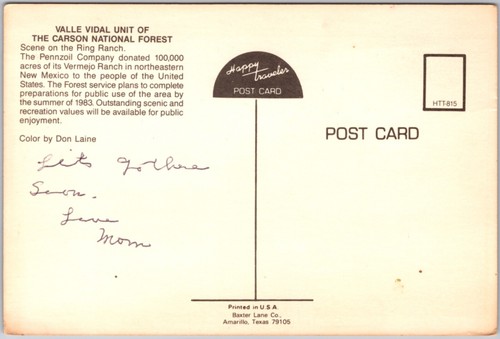 VALLE VIDAL UNIT OF
THE CARSON NATIONAL FOREST
Scene on the Ring Ranch.
The Pennzoil Company donated 100,000
acres of its Vermejo Ranch in northeastern
New Mexico to the people of the United
States. The Forest service plans to complete
preparations for public use of the area by
the summer of 1983. Outstanding scenic and
recreation values will be available for public
enjoyment.
Color by Don Laine
Lets go there
Soon.
Love
Mom
Happy
traveler
POST CARD
HTT-815
POST CARD
Printed in U.S.A.
Baxter Lane Co.,
Amarillo, Texas 79105